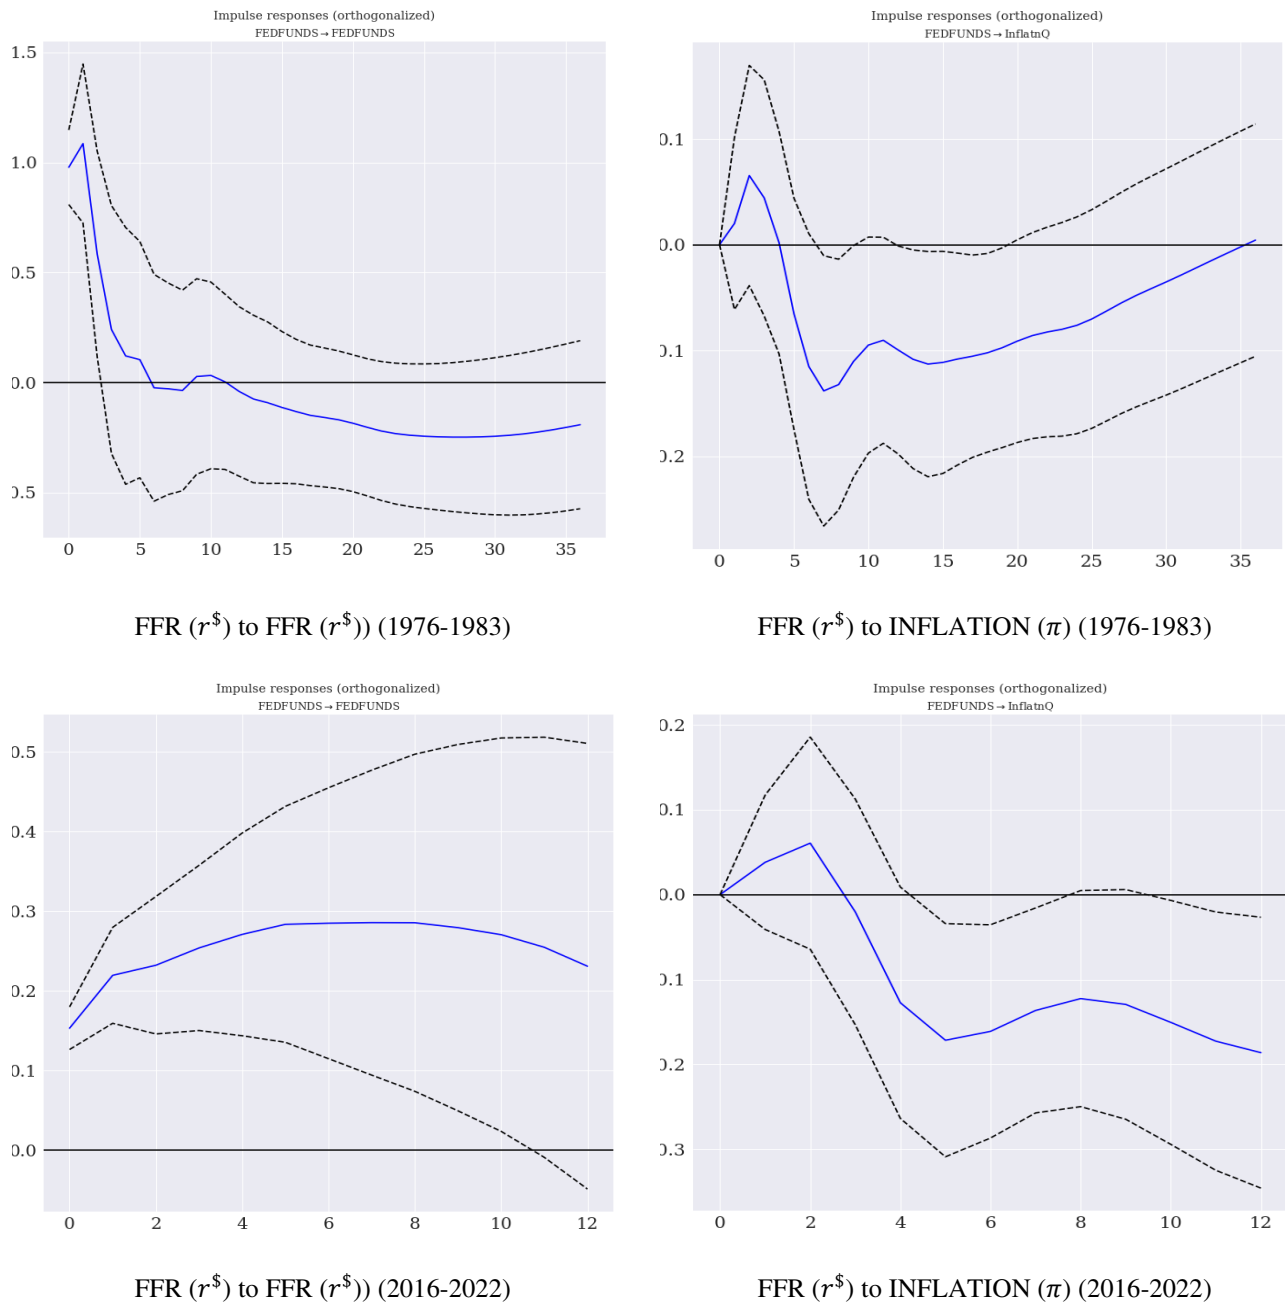 Impulse responses (orthogonalized)
FEDFUNDS → FEDFUNDS
1.5
1.0
0.5
0.0
0.5
0 5 10 15 20 25 30 35
FFR (r$) to FFR (r$)) (1976-1983)
Impulse responses (orthogonalized)
FEDFUNDS → InflatnQ
0.1
0.0
0.1
0.2
0 5 10 15 20 25 30 35
FFR (r$) to INFLATION (π) (1976-1983)
Impulse responses (orthogonalized)
FEDFUNDS → FEDFUNDS
0.5
0.4
0.3
0.2
0.1
0.0
0 2 4 6 8 10 12
FFR (r$) to FFR (r$)) (2016-2022)
Impulse responses (orthogonalized)
FEDFUNDS → InflatnQ
0.2
0.1
0.0
0.1
0.2
0.3
0 2 4 6 8 10 12
FFR (r$) to INFLATION (π) (2016-2022)